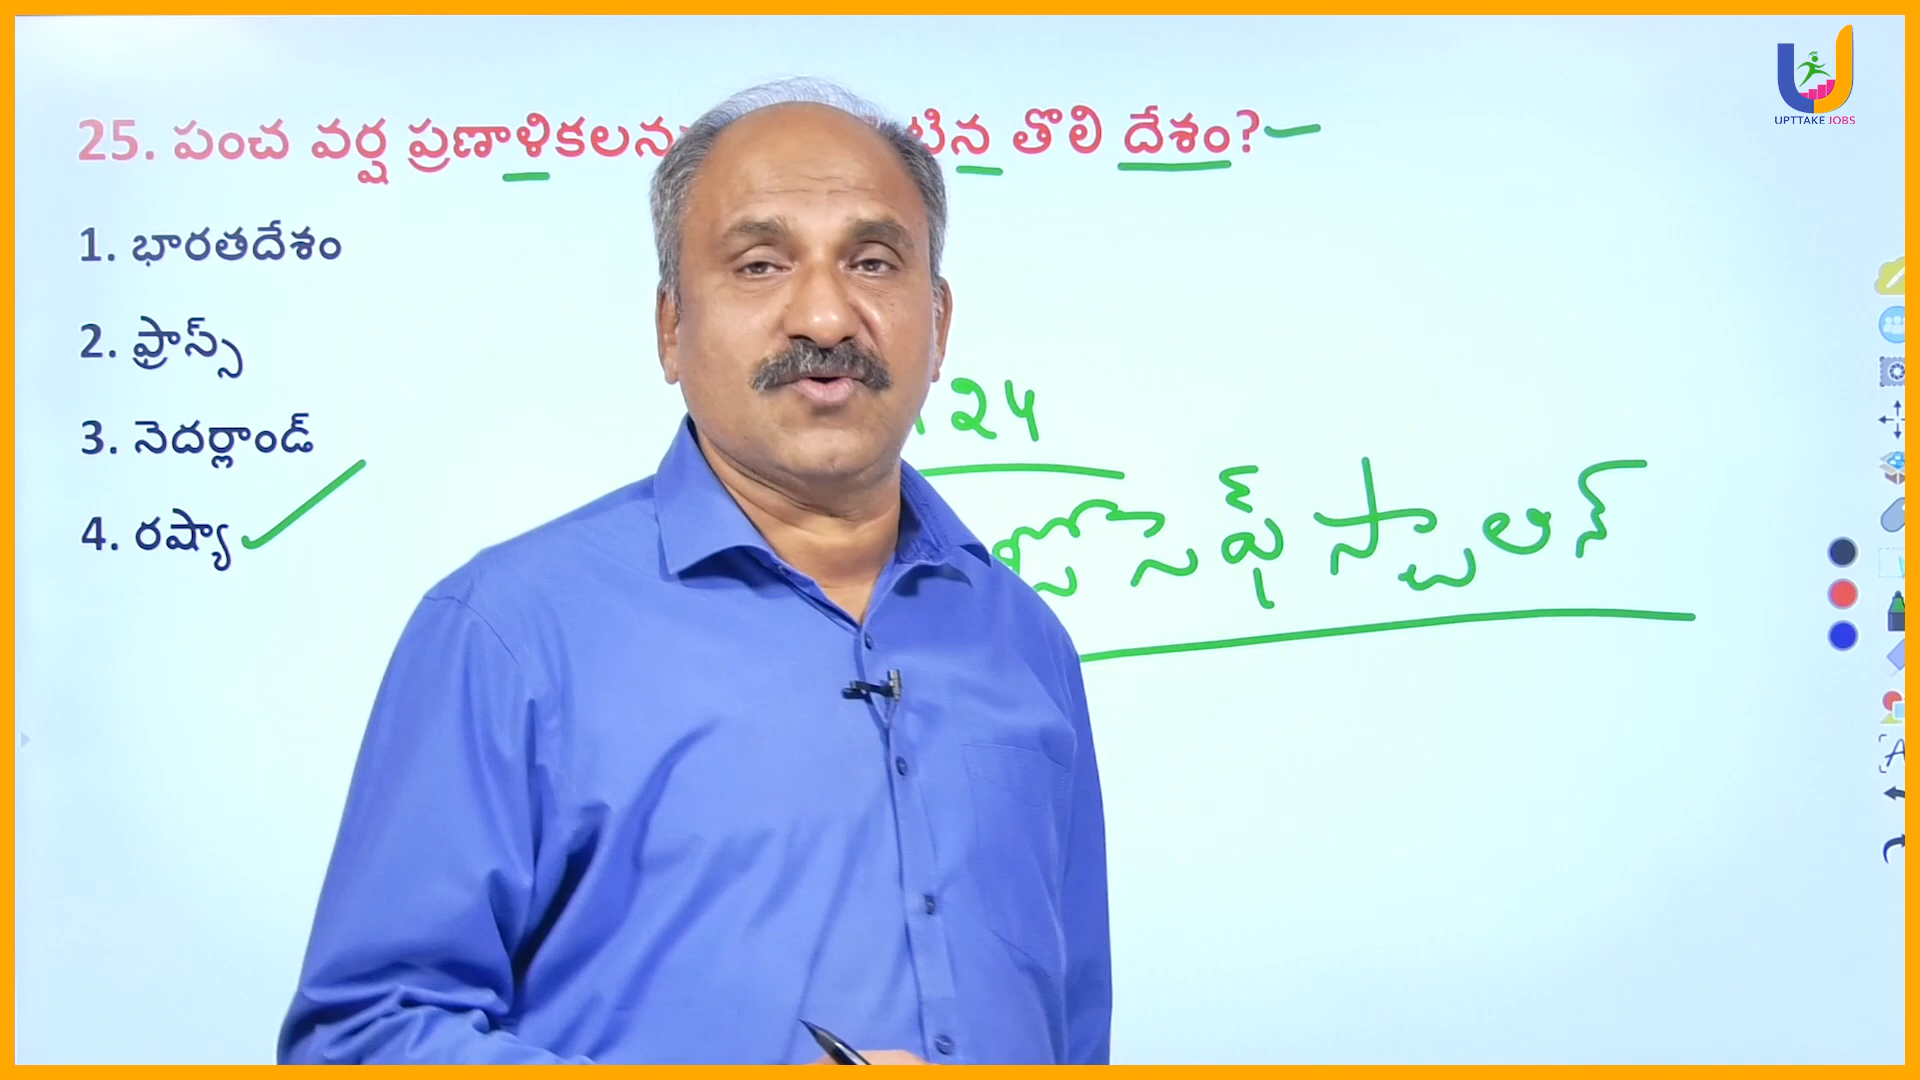 UPTTAKE JOBS
25. పంచ వర్ష ప్రణాళికలను టిన తొలి దేశం?
1. భారతదేశం
2. ఫ్రాన్స్
3. నెదర్లాండ్
4. రష్యా
24
జోసెఫ్ స్టాలిన్